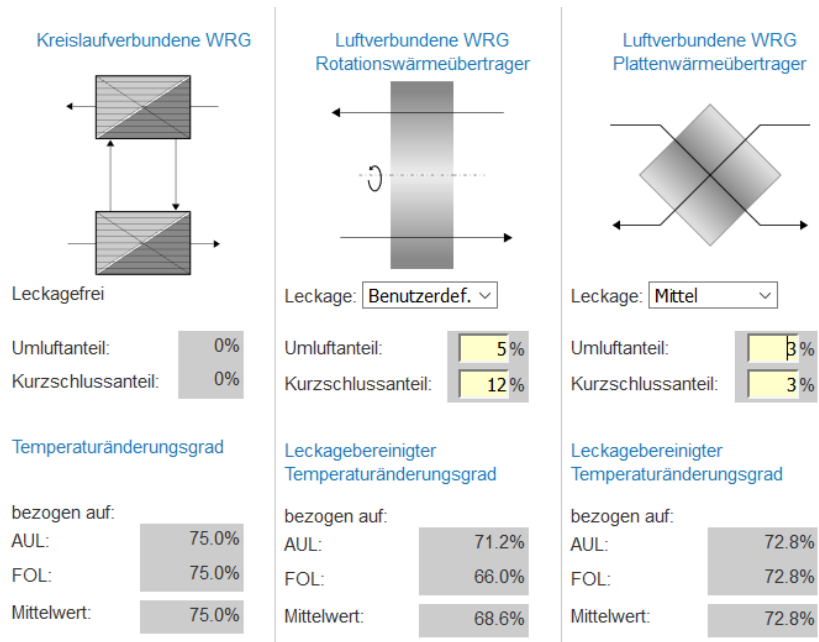 Kreislaufverbundene WRG
Leckagefrei
Umluftanteil: 0%
Kurzschlussanteil: 0%
Temperaturänderungsgrad
bezogen auf:
AUL: 75.0%
FOL: 75.0%
Mittelwert: 75.0%
Luftverbundene WRG
Rotationswärmeübertrager
Leckage: Benutzerdef.
Umluftanteil: 5%
Kurzschlussanteil: 12%
Leckagebereinigter
Temperaturänderungsgrad
bezogen auf:
AUL: 71.2%
FOL: 66.0%
Mittelwert: 68.6%
Luftverbundene WRG
Plattenwärmeübertrager
Leckage: Mittel
Umluftanteil: 3%
Kurzschlussanteil: 3%
Leckagebereinigter
Temperaturänderungsgrad
bezogen auf:
AUL: 72.8%
FOL: 72.8%
Mittelwert: 72.8%